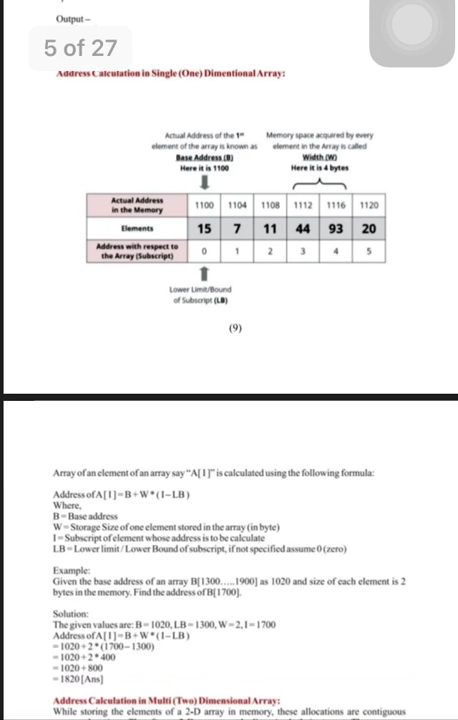 Output –
5 of 27
Address Calculation in Single (One) Dimentional Array:
Actual Address of the 1st
element of the array is known as
Base Address (B)
Here it is 1100
Memory space acquired by every
element in the Array is called
Width (W)
Here it is 4 bytes
Actual Address
in the Memory
1100 1104 1108 1112 1116 1120
Elements 15 7 11 44 93 20
Address with respect to
the Array (Subscript)
0 1 2 3 4 5
Lower Limit/Bound
of Subscript (LB)
(9)
Array of an element of an array say "A[ I ]" is calculated using the following formula:
Address of A [ I ] = B + W * ( I – LB )
Where,
B = Base address
W = Storage Size of one element stored in the array (in byte)
I = Subscript of element whose address is to be calculate
LB = Lower limit / Lower Bound of subscript, if not specified assume 0 (zero)
Example:
Given the base address of an array B[1300…..1900] as 1020 and size of each element is 2
bytes in the memory. Find the address of B[1700].
Solution:
The given values are: B = 1020, LB = 1300, W = 2, I = 1700
Address of A [ I ] = B + W * ( I – LB )
= 1020 + 2 * (1700 – 1300)
= 1020 + 2 * 400
= 1020 + 800
= 1820 [Ans]
Address Calculation in Multi (Two) Dimensional Array:
While storing the elements of a 2-D array in memory, these allocations are contiguous